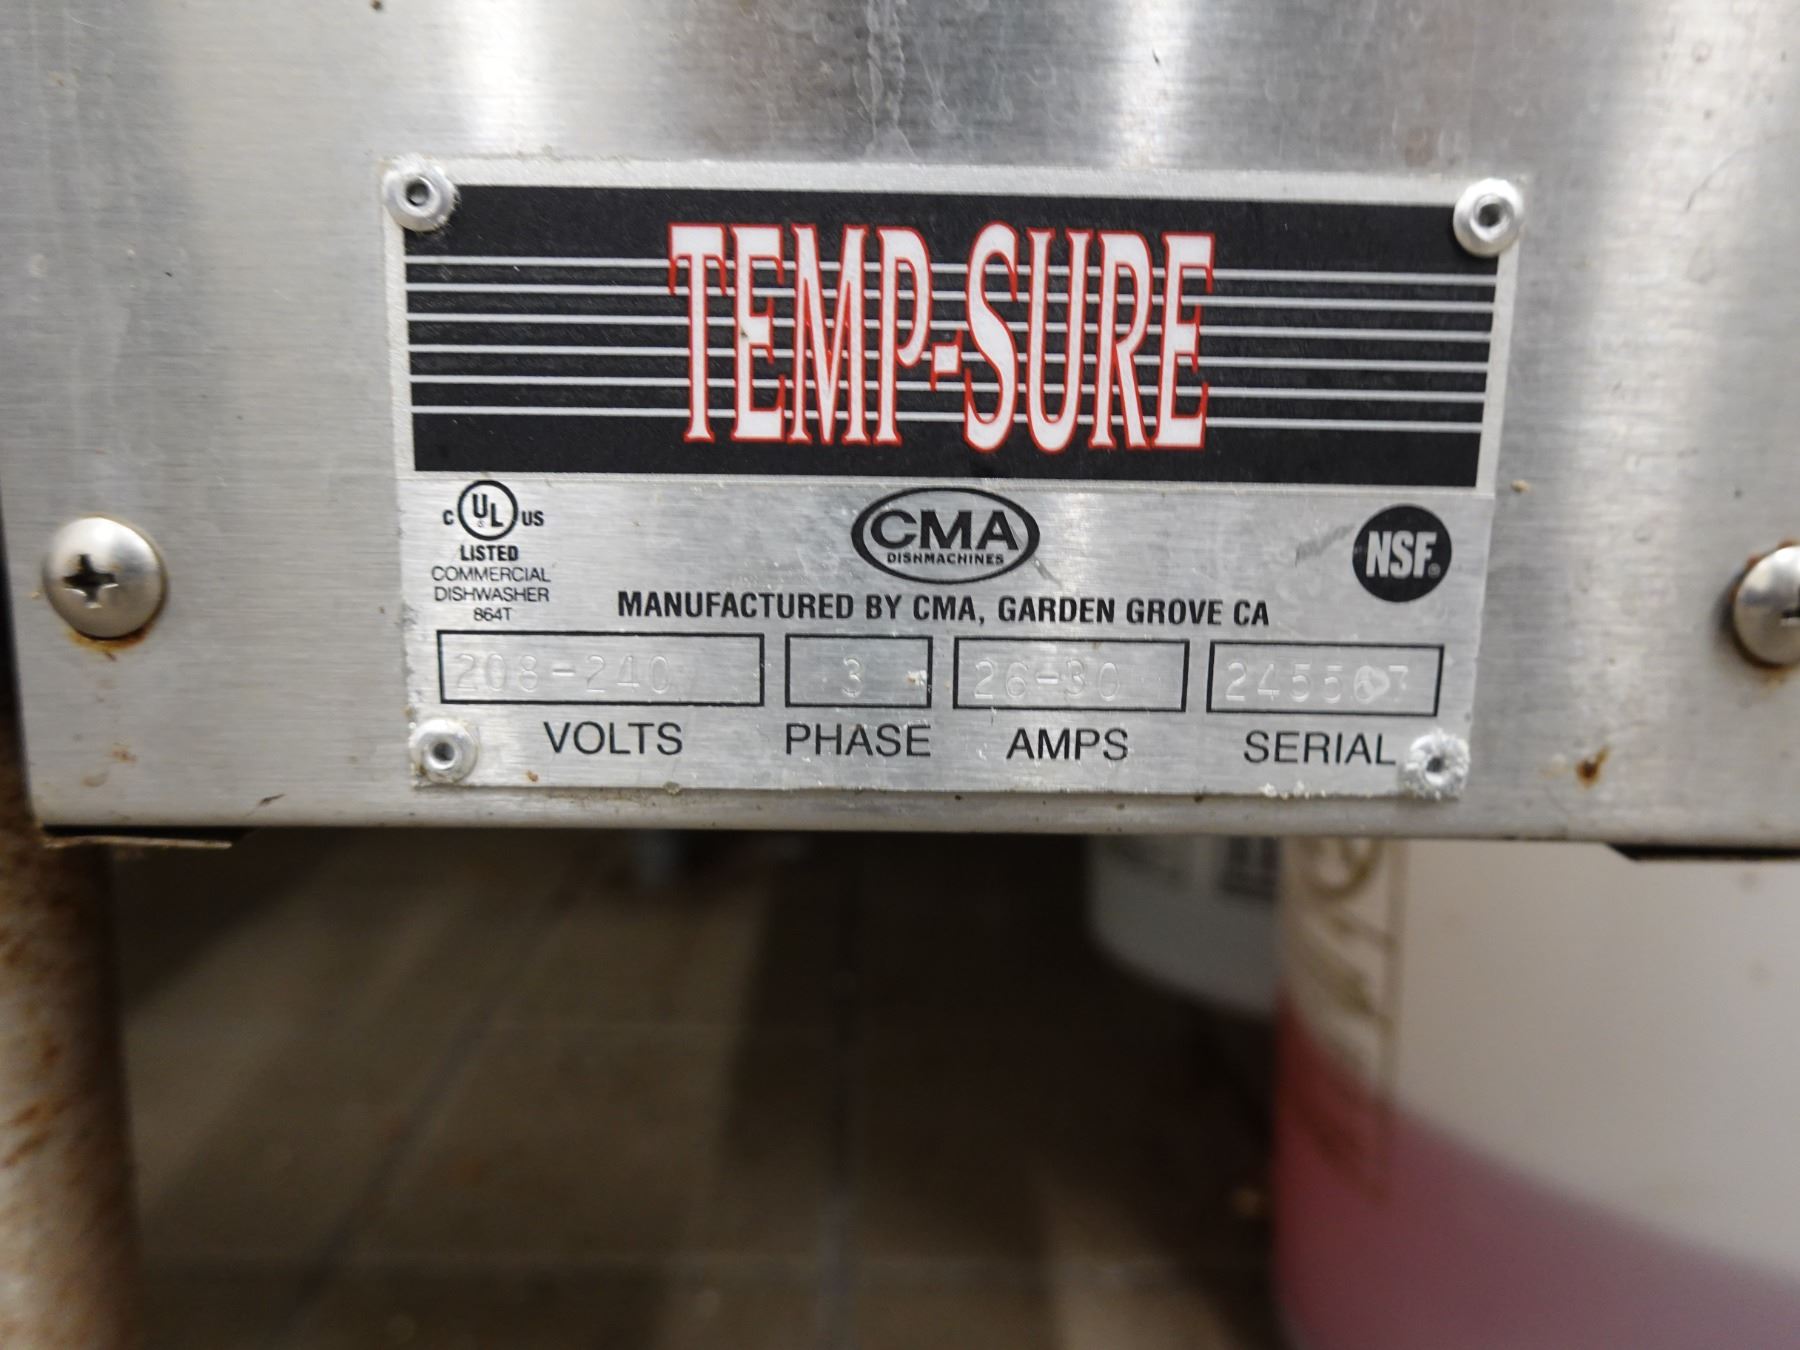 TEMP-SURE
C UL US
LISTED
COMMERCIAL
DISHWASHER
864T
CMA
DISHMACHINES
NSF®
MANUFACTURED BY CMA, GARDEN GROVE CA
208-240 3 26-30
VOLTS PHASE AMPS SERIAL